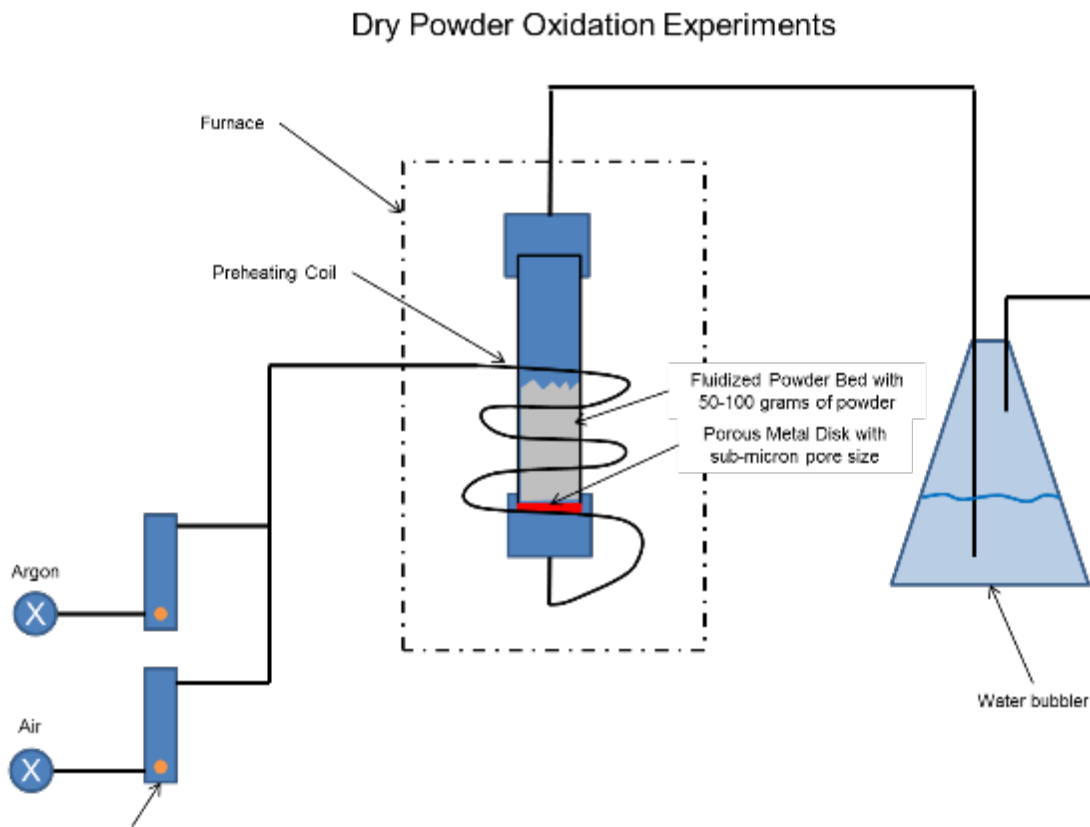 Dry Powder Oxidation Experiments
Furnace
Preheating Coil
Fluidized Powder Bed with
50-100 grams of powder
Porous Metal Disk with
sub-micron pore size
Argon
X
Air
X
Water bubbler